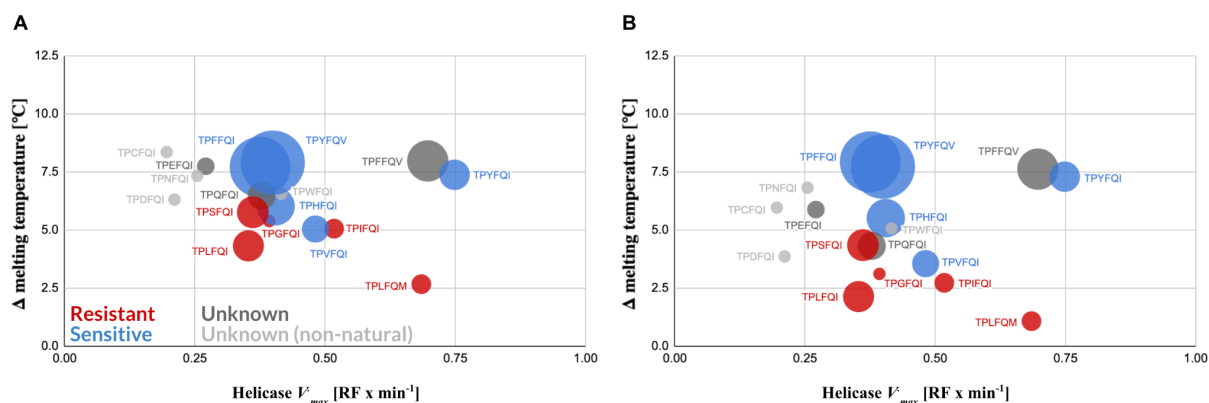 A
12.5
10.0
7.5
5.0
2.5
0
0.00
0.25
0.50
0.75
1.00
Δ melting temperature [°C]
Helicase Vmax [RF x min-1]
TPCFQI
TPEFQI
TPNFQI
TPDFQI
TPFFQI
TPYFQV
TPFFQV
TPYFQI
TPQFQI
TPWFQI
TPSFQI
TPHFQI
TPGFQI
TPIFQI
TPLFQI
TPVFQI
TPLFQM
Resistant
Unknown
Sensitive
Unknown (non-natural)
B
12.5
10.0
7.5
5.0
2.5
0
0.00
0.25
0.50
0.75
1.00
Δ melting temperature [°C]
Helicase Vmax [RF x min-1]
TPFFQI
TPYFQV
TPFFQV
TPYFQI
TPNFQI
TPCFQI
TPEFQI
TPHFQI
TPWFQI
TPSFQI
TPQFQI
TPDFQI
TPVFQI
TPGFQI
TPIFQI
TPLFQI
TPLFQM